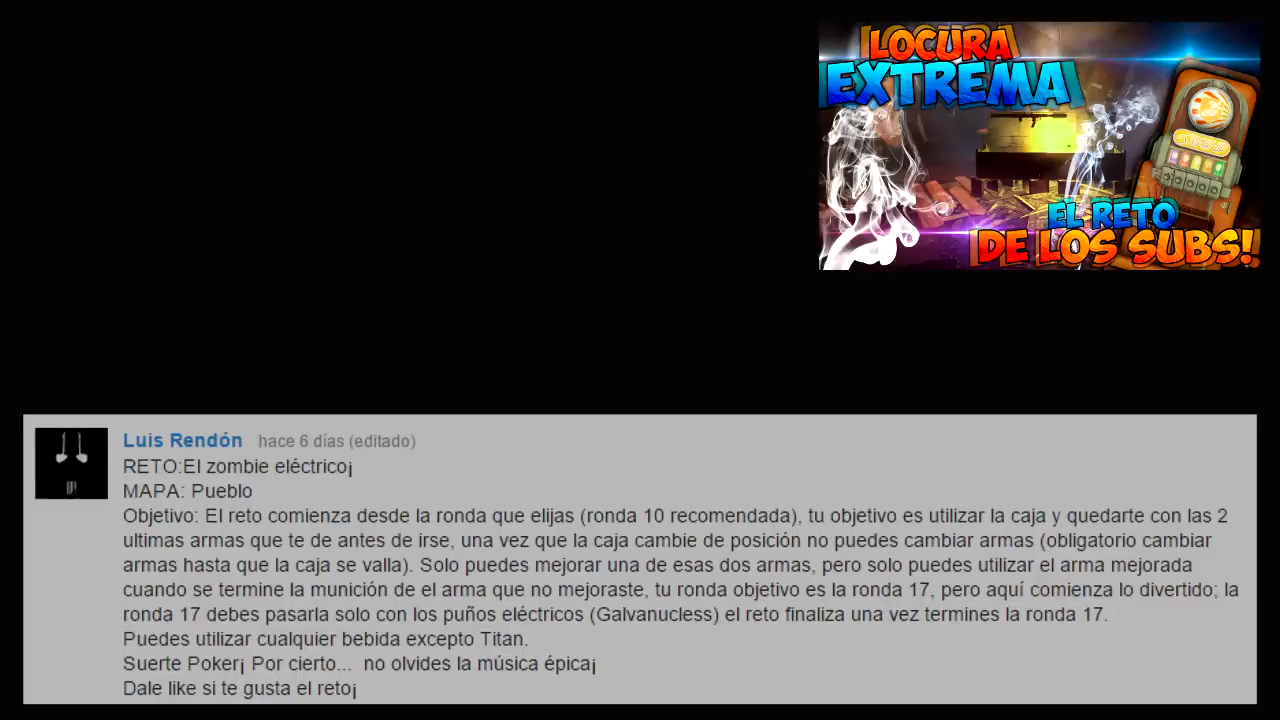 LOCURA
EXTREMA
EL RETO
DE LOS SUBS!!
Luis Rendón hace 6 días (editado)
RETO:El zombie eléctrico¡
MAPA: Pueblo
Objetivo: El reto comienza desde la ronda que elijas (ronda 10 recomendada), tu objetivo es utilizar la caja y quedarte con las 2
ultimas armas que te de antes de irse, una vez que la caja cambie de posición no puedes cambiar armas (obligatorio cambiar
armas hasta que la caja se valla). Solo puedes mejorar una de esas dos armas, pero solo puedes utilizar el arma mejorada
cuando se termine la munición de el arma que no mejoraste, tu ronda objetivo es la ronda 17, pero aquí comienza lo divertido; la
ronda 17 debes pasarla solo con los puños eléctricos (Galvanucless) el reto finaliza una vez termines la ronda 17.
Puedes utilizar cualquier bebida excepto Titan.
Suerte Poker¡ Por cierto... no olvides la música épica¡
Dale like si te gusta el reto¡